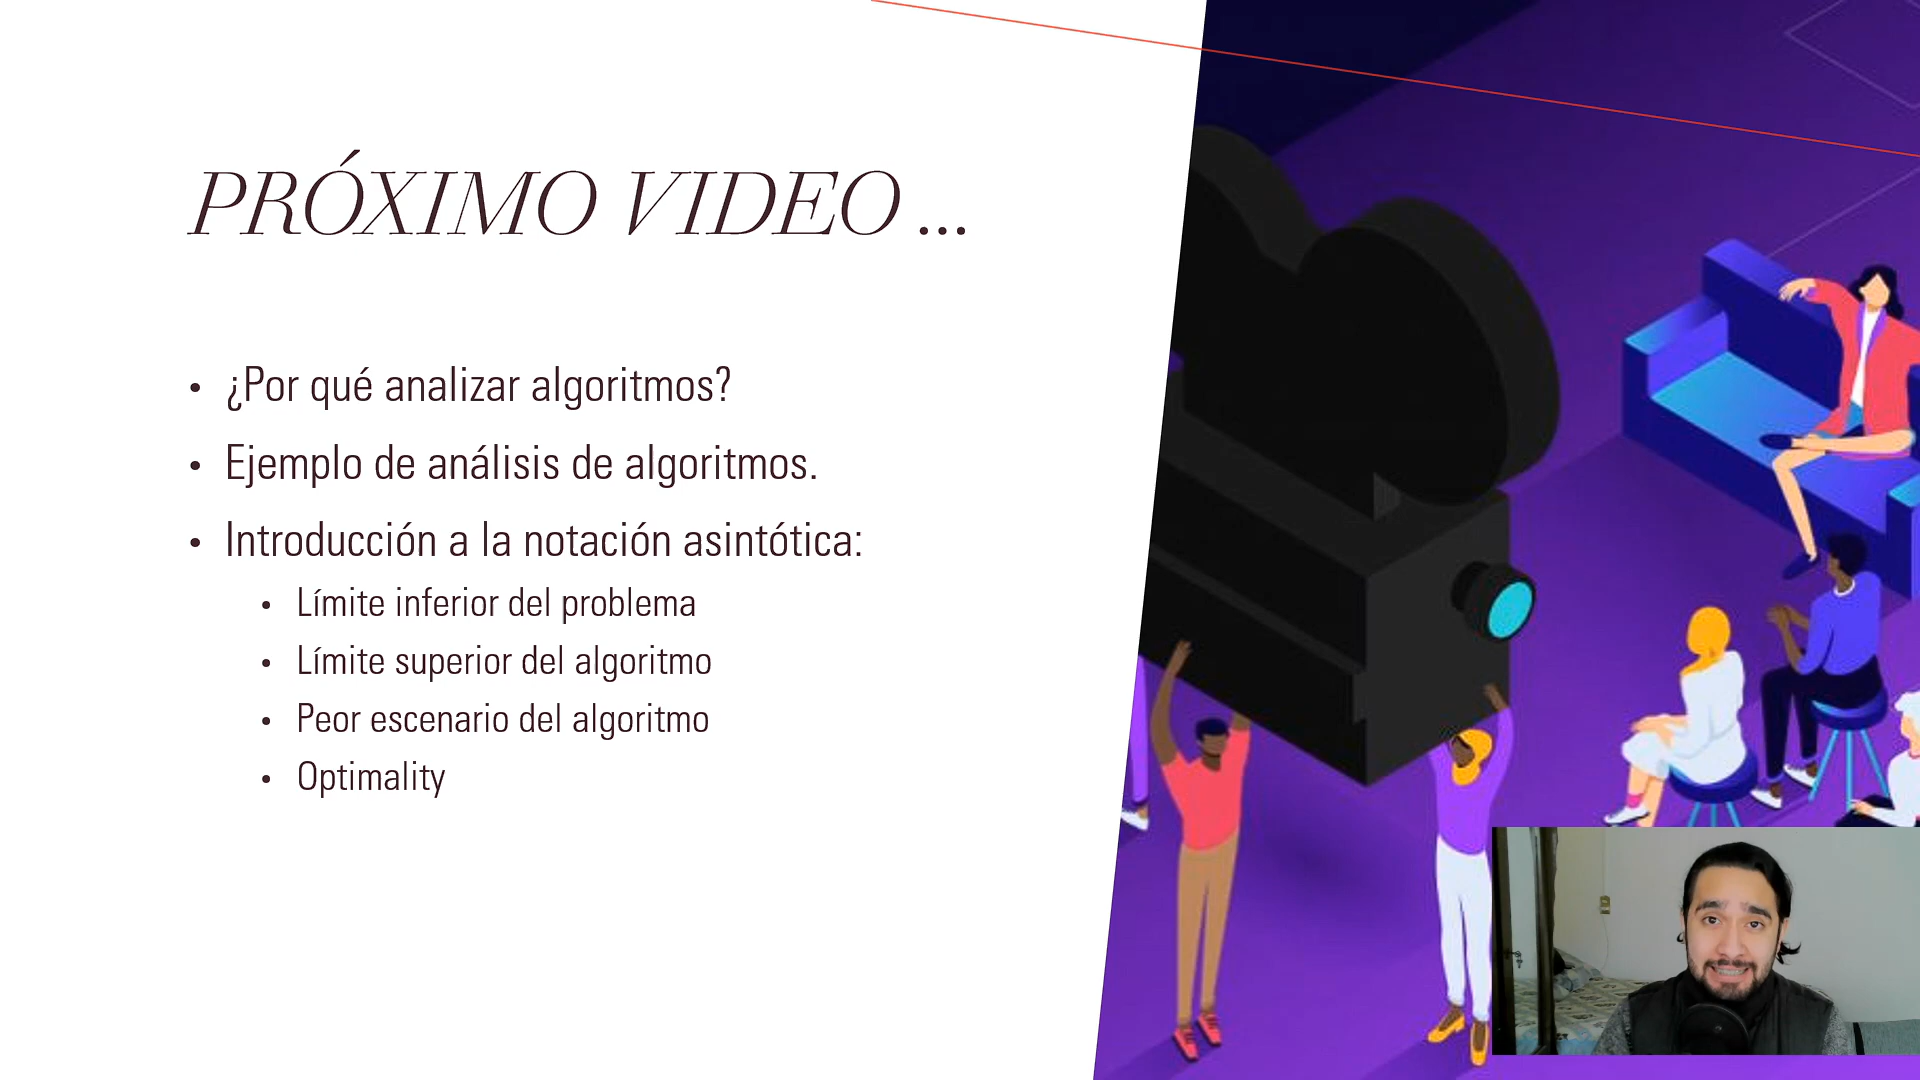 PRÓXIMO VIDEO ...
• ¿Por qué analizar algoritmos?
• Ejemplo de análisis de algoritmos.
• Introducción a la notación asintótica:
• Límite inferior del problema
• Límite superior del algoritmo
• Peor escenario del algoritmo
• Optimality